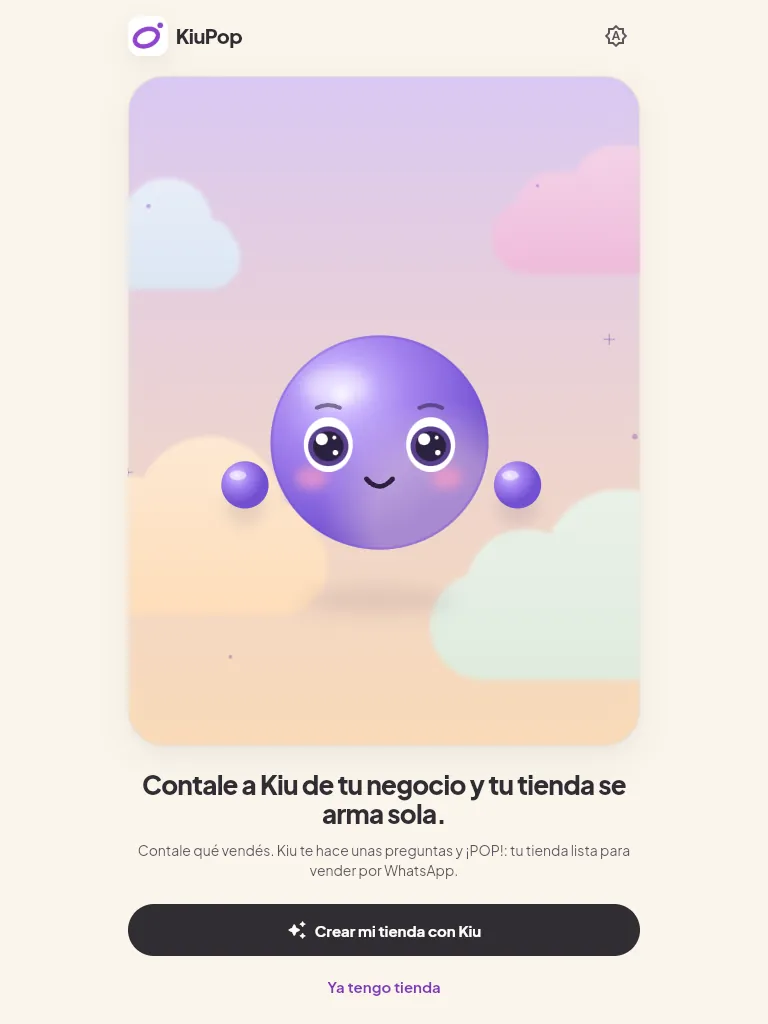 KiuPop
A
Contale a Kiu de tu negocio y tu tienda se
arma sola.
Contale qué vendés. Kiu te hace unas preguntas y ¡POP!: tu tienda lista para
vender por WhatsApp.
Crear mi tienda con Kiu
Ya tengo tienda